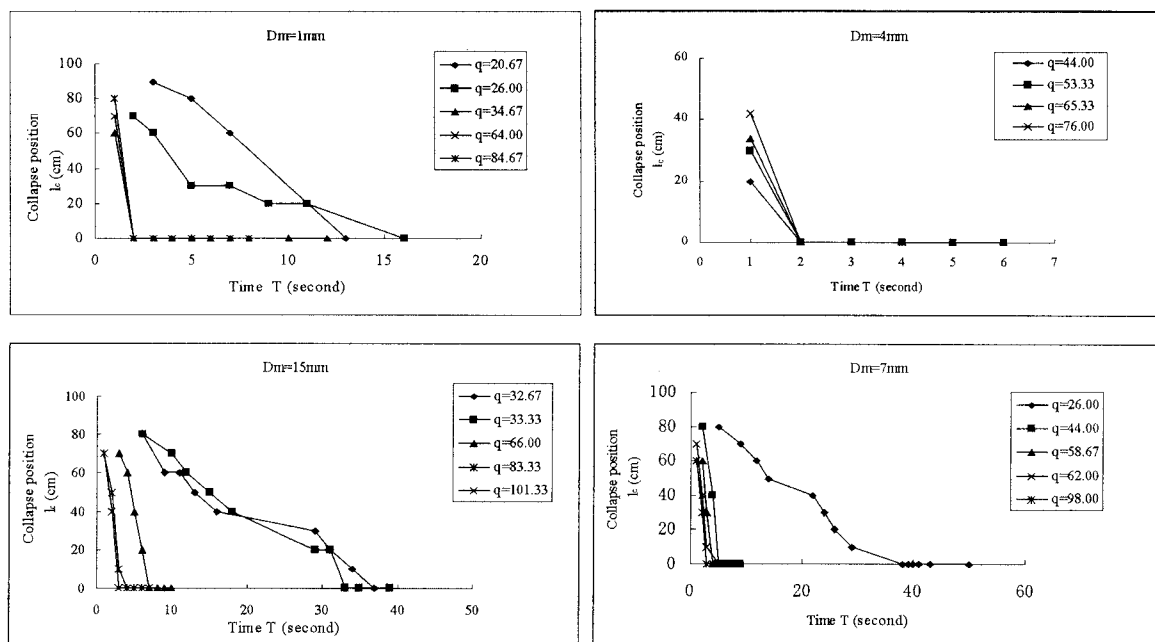 Dm=1mm
100
80
60
40
20
0
Collapse position
lc (cm)
0 5 10 15 20
Time T (second)
q=20.67
q=26.00
q=34.67
q=64.00
q=84.67
Dm=4mm
60
40
20
0
Collapse position
lc (cm)
0 1 2 3 4 5 6 7
Time T (second)
q=44.00
q=53.33
q=65.33
q=76.00
Dm=15mm
100
80
60
40
20
0
Collapse position
lc (cm)
0 10 20 30 40 50
Time T (second)
q=32.67
q=33.33
q=66.00
q=83.33
q=101.33
Dm=7mm
100
80
60
40
20
0
Collapse position
lc (cm)
0 20 40 60
Time T (second)
q=26.00
q=44.00
q=58.67
q=62.00
q=98.00